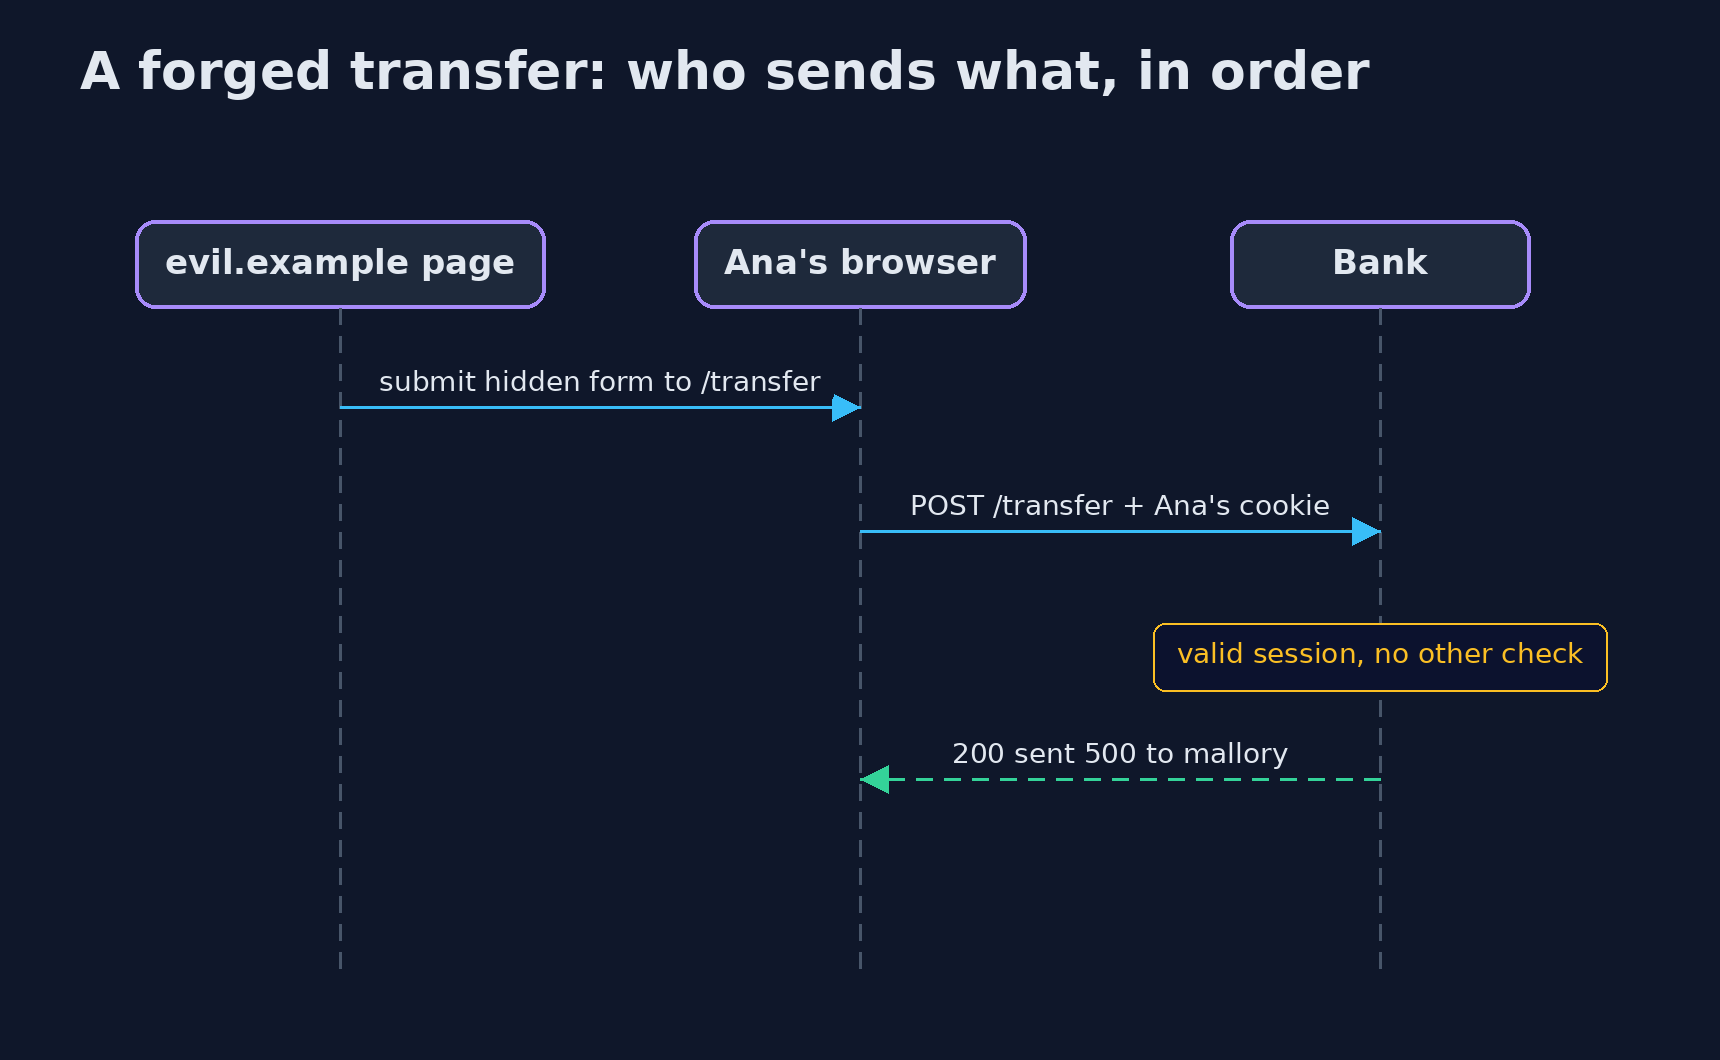 A forged transfer: who sends what, in order
evil.example page
Ana's browser
Bank
submit hidden form to /transfer
POST /transfer + Ana's cookie
valid session, no other check
200 sent 500 to mallory